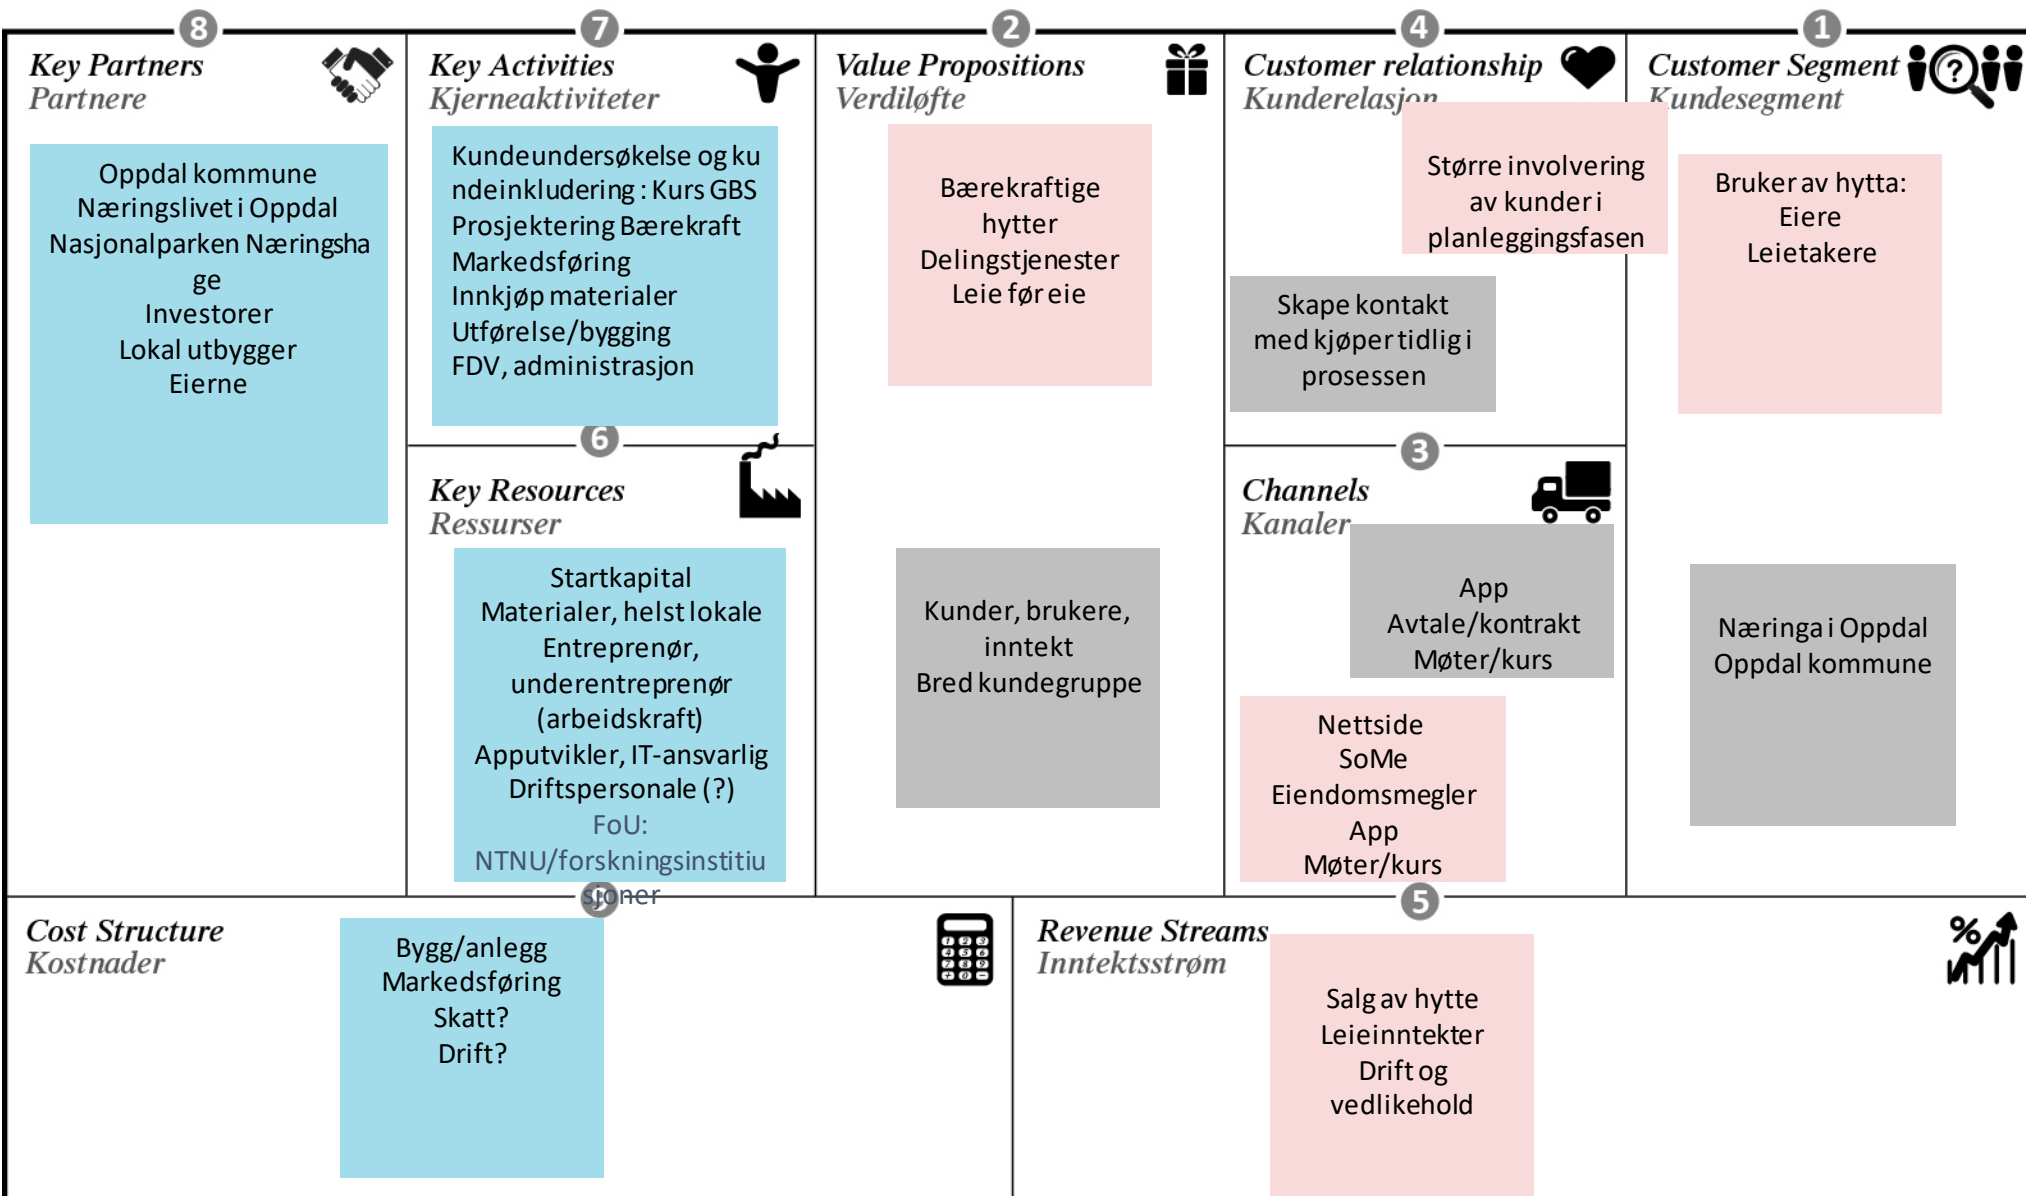 8
Key Partners
Partnere
Oppdal kommune
Næringslivet i Oppdal
Nasjonalparken Næringsha
ge
Investorer
Lokal utbygger
Eierne
7
Key Activities
Kjerneaktiviteter
Kundeundersøkelse og ku
ndeinkludering : Kurs GBS
Prosjektering Bærekraft
Markedsføring
Innkjøp materialer
Utførelse/bygging
FDV, administrasjon
6
Key Resources
Ressurser
Startkapital
Materialer, helst lokale
Entreprenør,
underentreprenør
(arbeidskraft)
Apputvikler, IT-ansvarlig
Driftspersonale (?)
FoU:
NTNU/forskningsinstitiu
sjoner
2
Value Propositions
Verdiløfte
Bærekraftige
hytter
Delingstjenester
Leie før eie
Kunder, brukere,
inntekt
Bred kundegruppe
4
Customer relationship
Kunderelasjon
Større involvering
av kunder i
planleggingsfasen
Skape kontakt
med kjøper tidlig i
prosessen
3
Channels
Kanaler
App
Avtale/kontrakt
Møter/kurs
Nettside
SoMe
Eiendomsmegler
App
Møter/kurs
1
Customer Segment
Kundesegment
Bruker av hytta:
Eiere
Leietakere
Næringa i Oppdal
Oppdal kommune
9
Cost Structure
Kostnader
Bygg/anlegg
Markedsføring
Skatt?
Drift?
5
Revenue Streams
Inntektsstrøm
Salg av hytte
Leieinntekter
Drift og
vedlikehold